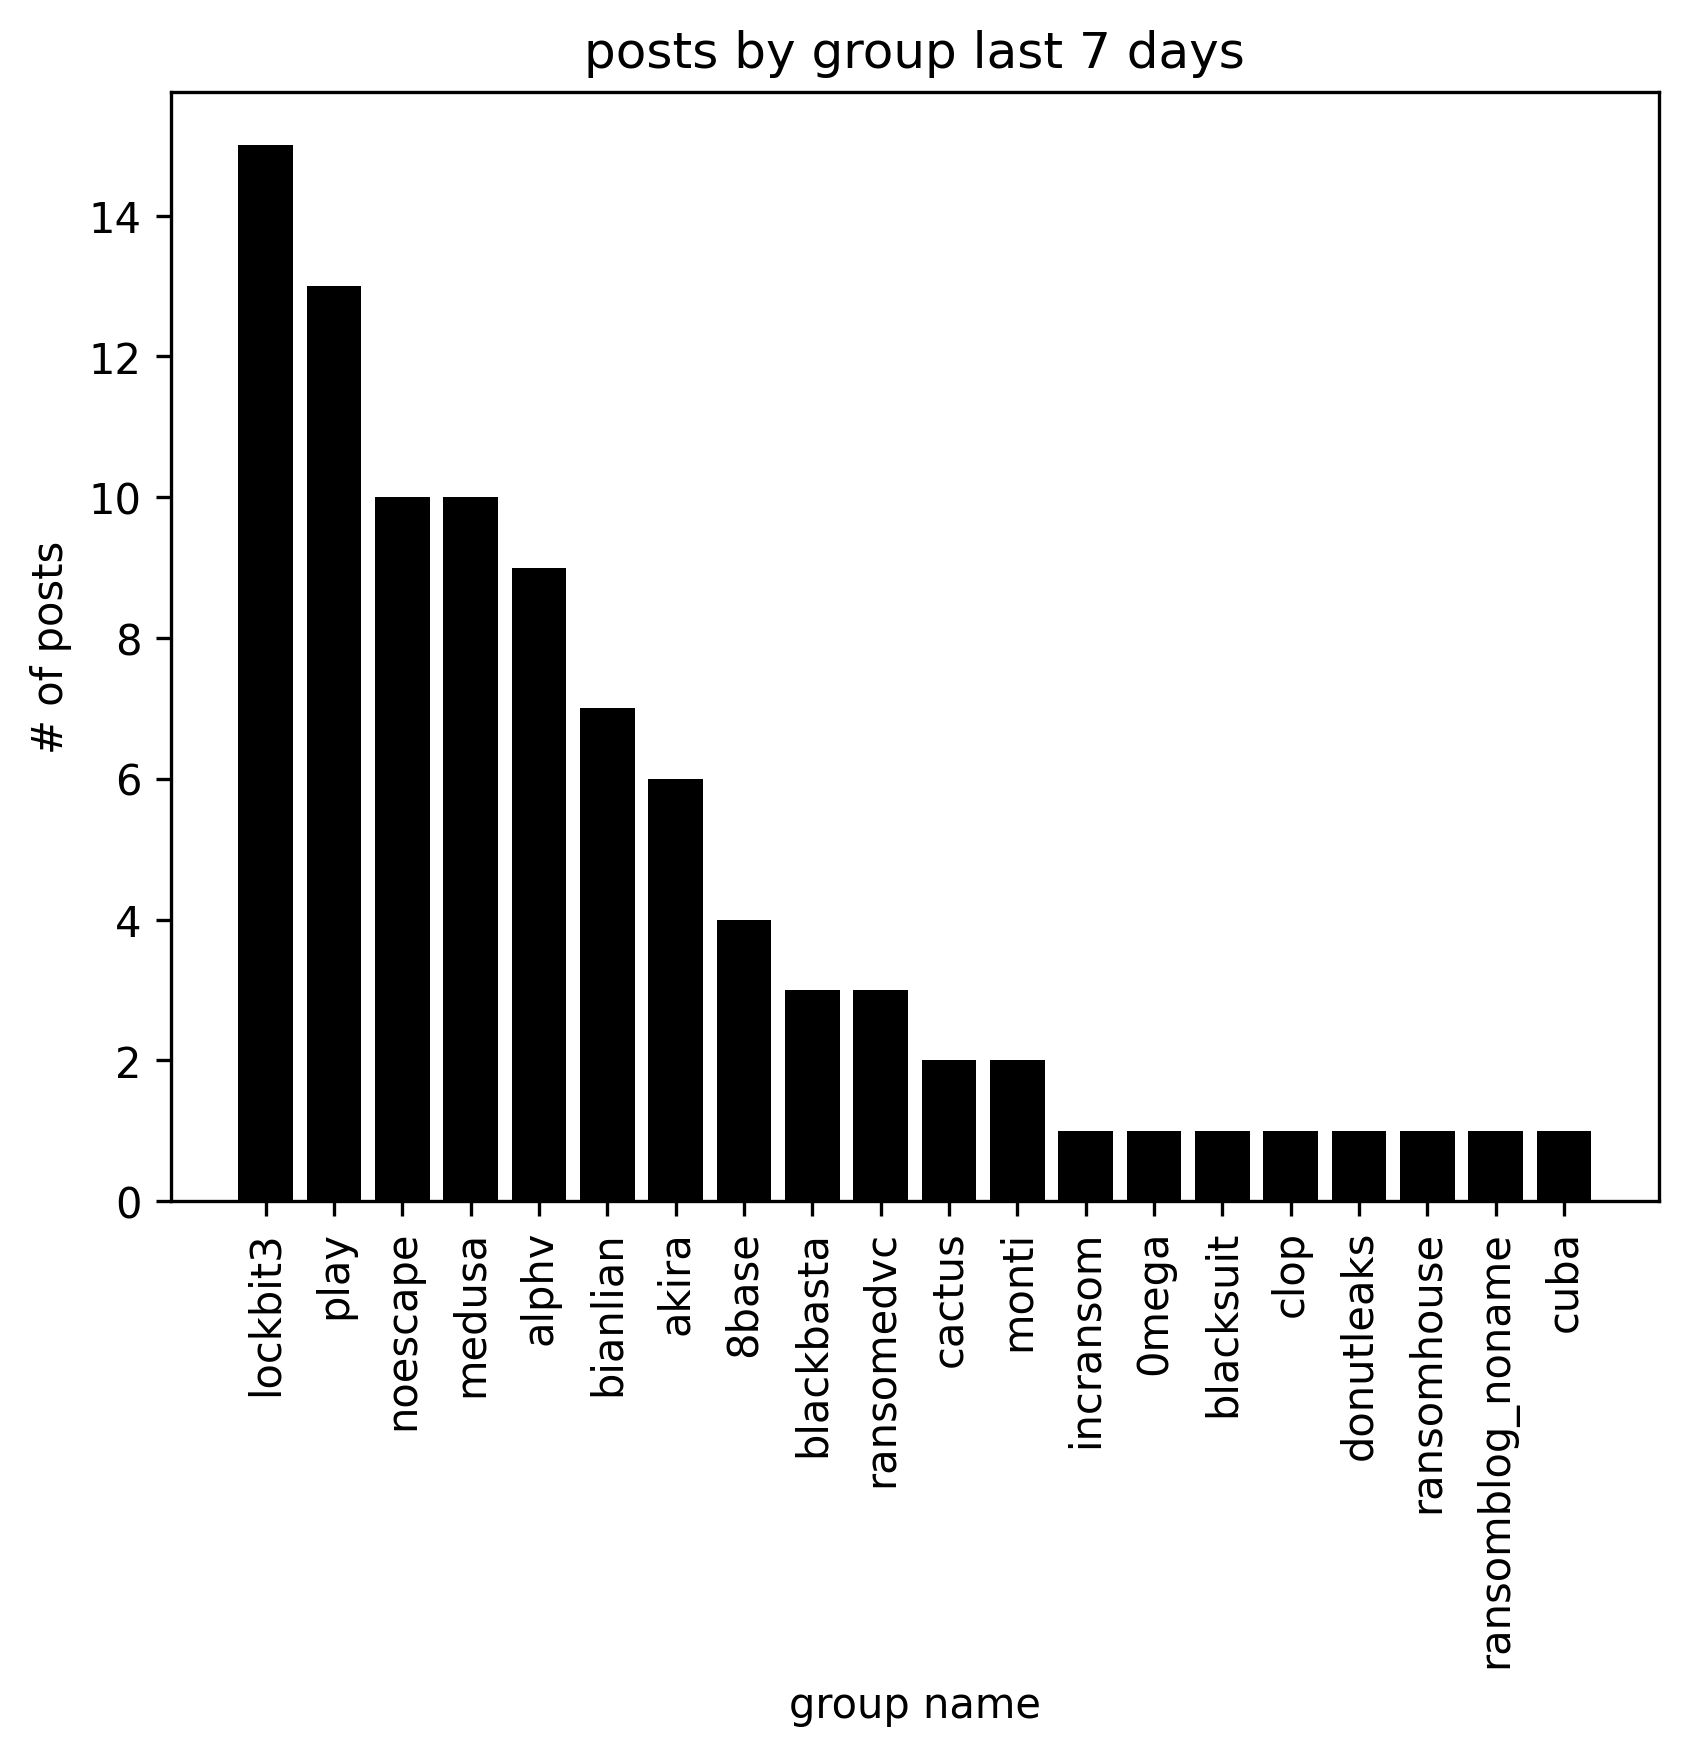 posts by group last 7 days
# of posts
14
12
10
8
6
4
2
0
lockbit3
play
noescape
medusa
alphv
bianlian
akira
8base
blackbasta
ransomedvc
cactus
monti
incransom
0mega
blacksuit
clop
donutleaks
ransomhouse
ransomblog_noname
cuba
group name